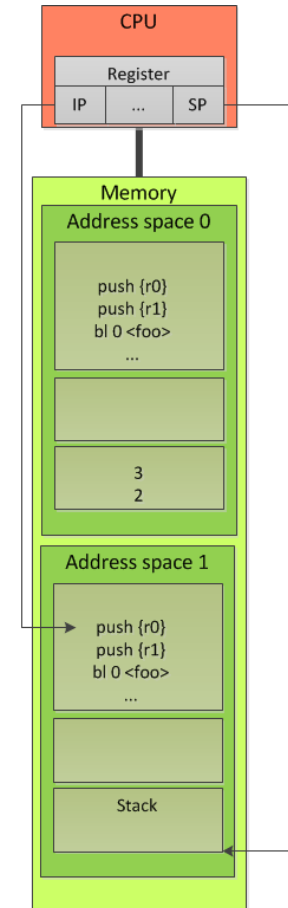 CPU
Register
IP
...
SP
Memory
Address space 0
push {r0}
push {r1}
bl 0 <foo>
...
3
2
Address space 1
push {r0}
push {r1}
bl 0 <foo>
...
Stack